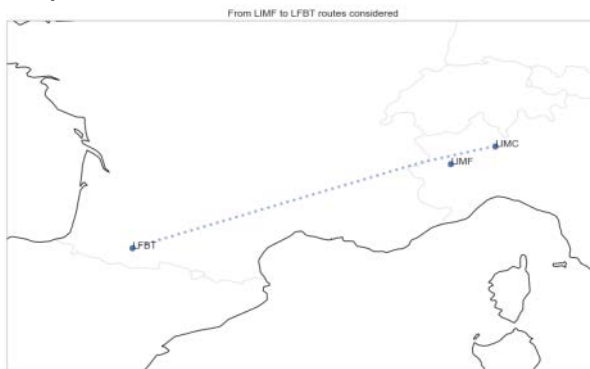 From LIMF to LFBT routes considered
LIMC
LIMF
LFBT